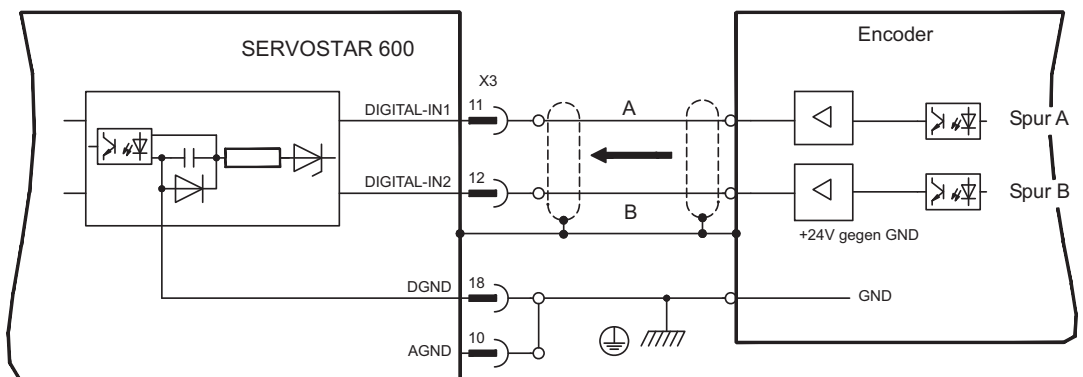 SERVOSTAR 600
Encoder
X3
DIGITAL-IN1
11
A
Spur A
DIGITAL-IN2
12
B
Spur B
+24V gegen GND
DGND
18
GND
AGND
10